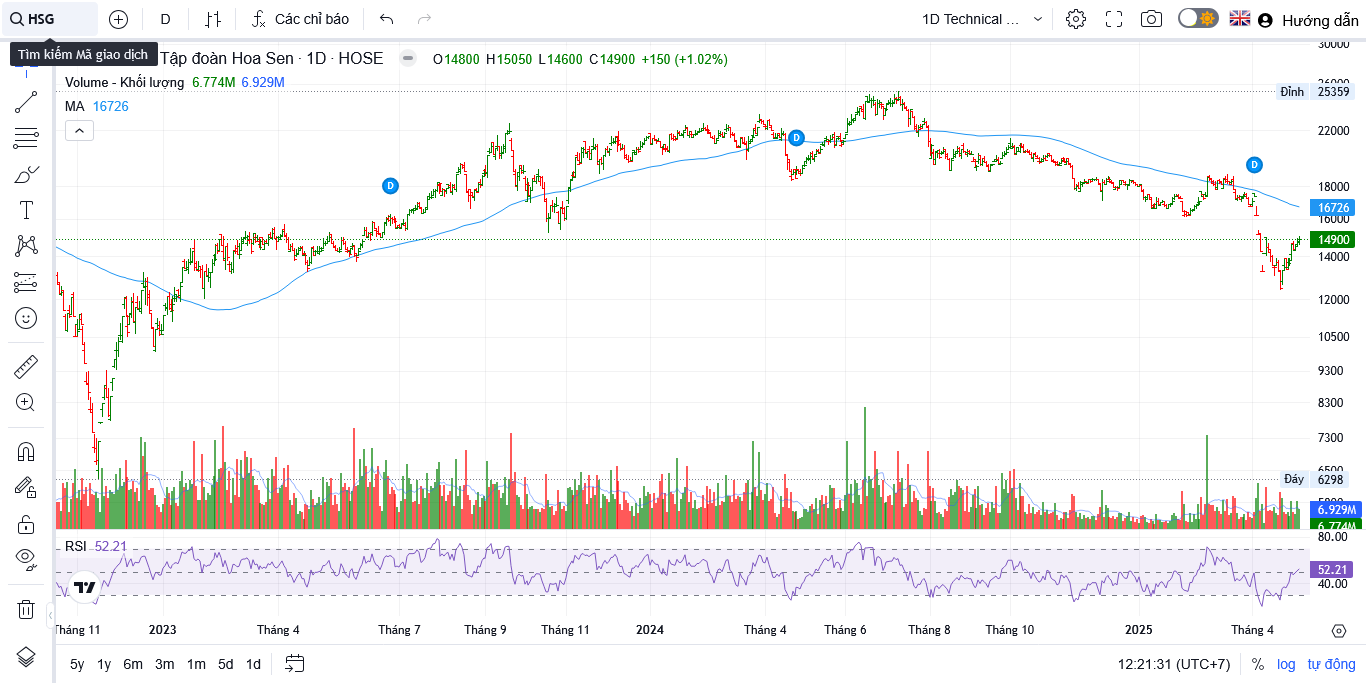 HSG
D
Các chỉ báo
1D Technical ...
Hướng dẫn
Tìm kiếm Mã giao dịch
Tập đoàn Hoa Sen · 1D · HOSE
O14800 H15050 L14600 C14900 +150 (+1.02%)
Volume - Khối lượng 6.774M 6.929M
MA 16726
30000
26000
Đỉnh 25359
22000
18000
16726
16000
14900
14000
12000
10500
9300
8300
7300
6500
Đáy 6298
5800
6.929M
6.774M
D
D
D
RSI 52.21
80.00
52.21
40.00
Tháng 11 2023 Tháng 4 Tháng 7 Tháng 9 Tháng 11 2024 Tháng 4 Tháng 6 Tháng 8 Tháng 10 2025 Tháng 4
5y 1y 6m 3m 1m 5d 1d
12:21:31 (UTC+7) % log tự động